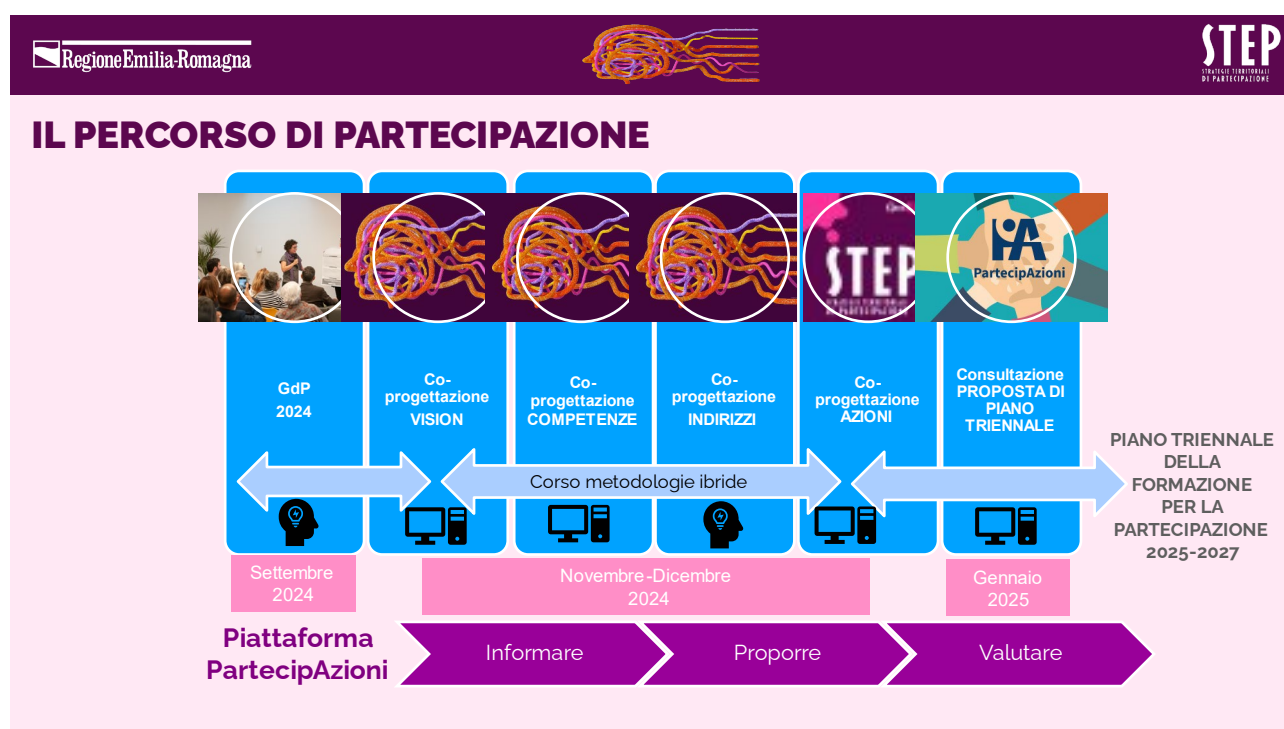 RegioneEmilia-Romagna
STEP
STRATEGIE TERRITORIALI
DI PARTECIPAZIONE
IL PERCORSO DI PARTECIPAZIONE
STEP
PartecipAzioni
GdP
2024
Co-
progettazione
VISION
Co-
progettazione
COMPETENZE
Co-
progettazione
INDIRIZZI
Co-
progettazione
AZIONI
Consultazione
PROPOSTA DI
PIANO
TRIENNALE
Corso metodologie ibride
PIANO TRIENNALE
DELLA
FORMAZIONE
PER LA
PARTECIPAZIONE
2025-2027
Settembre
2024
Novembre-Dicembre
2024
Gennaio
2025
Piattaforma
PartecipAzioni
Informare
Proporre
Valutare